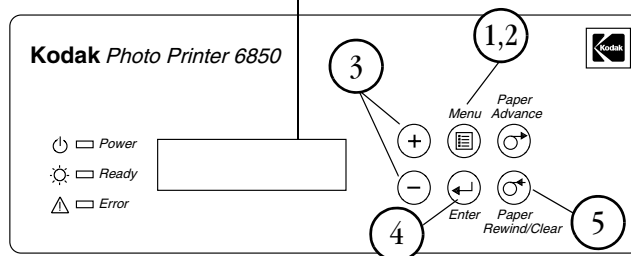 Kodak Photo Printer 6850
3
1,2
Kodak
Menu
Paper
Advance
+
Power
Ready
Error
−
4
Enter
Paper
Rewind/Clear
5